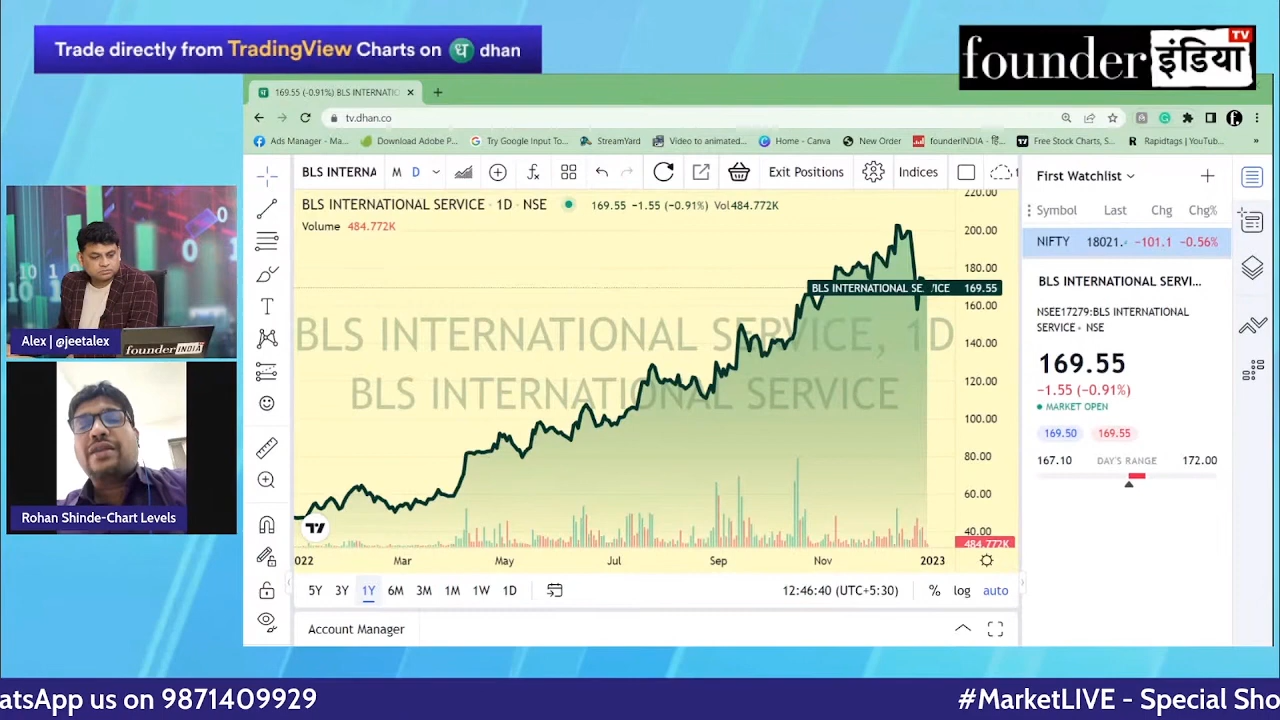 Trade directly from TradingView Charts on ध dhan
founder इंडिया TV
169.55 (-0.91%) BLS INTERNATIO
tv.dhan.co
Ads Manager - Ma...
Download Adobe P...
Try Google Input To...
StreamYard
Video to animated...
Home - Canva
New Order
founderINDIA - हि...
Free Stock Charts, S...
Rapidtags | YouTub...
BLS INTERNA
M
D
Exit Positions
Indices
BLS INTERNATIONAL SERVICE · 1D · NSE
169.55 −1.55 (−0.91%) Vol484.772K
Volume 484.772K
BLS INTERNATIONAL SERVICE, 1D
BLS INTERNATIONAL SERVICE
220.00
200.00
180.00
BLS INTERNATIONAL SERVICE 169.55
160.00
140.00
120.00
100.00
80.00
60.00
40.00
484.772K
022 Mar May Jul Sep Nov 2023
5Y 3Y 1Y 6M 3M 1M 1W 1D
12:46:40 (UTC+5:30)
% log auto
Account Manager
First Watchlist
Symbol Last Chg Chg%
NIFTY 18021. −101.1 −0.56%
BLS INTERNATIONAL SERVI...
NSEE17279:BLS INTERNATIONAL
SERVICE · NSE
169.55
−1.55 (−0.91%)
MARKET OPEN
169.50 169.55
167.10 DAY'S RANGE 172.00
Alex | @jeetalex
founder INDIA
Rohan Shinde-Chart Levels
atsApp us on 9871409929
#MarketLIVE - Special Sho